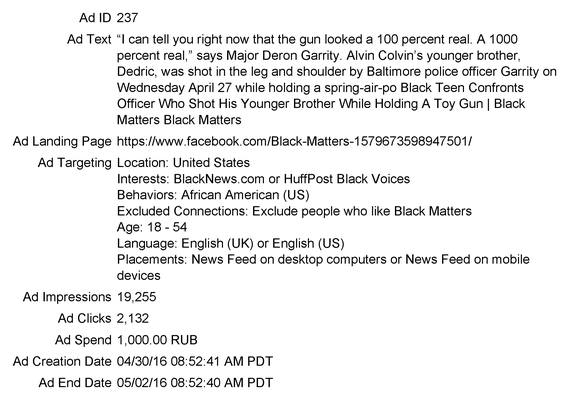 Ad ID 237
Ad Text “I can tell you right now that the gun looked a 100 percent real. A 1000
percent real,” says Major Deron Garrity. Alvin Colvin’s younger brother,
Dedric, was shot in the leg and shoulder by Baltimore police officer Garrity on
Wednesday April 27 while holding a spring-air-po Black Teen Confronts
Officer Who Shot His Younger Brother While Holding A Toy Gun | Black
Matters Black Matters
Ad Landing Page https://www.facebook.com/Black-Matters-1579673598947501/
Ad Targeting Location: United States
Interests: BlackNews.com or HuffPost Black Voices
Behaviors: African American (US)
Excluded Connections: Exclude people who like Black Matters
Age: 18 - 54
Language: English (UK) or English (US)
Placements: News Feed on desktop computers or News Feed on mobile
devices
Ad Impressions 19,255
Ad Clicks 2,132
Ad Spend 1,000.00 RUB
Ad Creation Date 04/30/16 08:52:41 AM PDT
Ad End Date 05/02/16 08:52:40 AM PDT